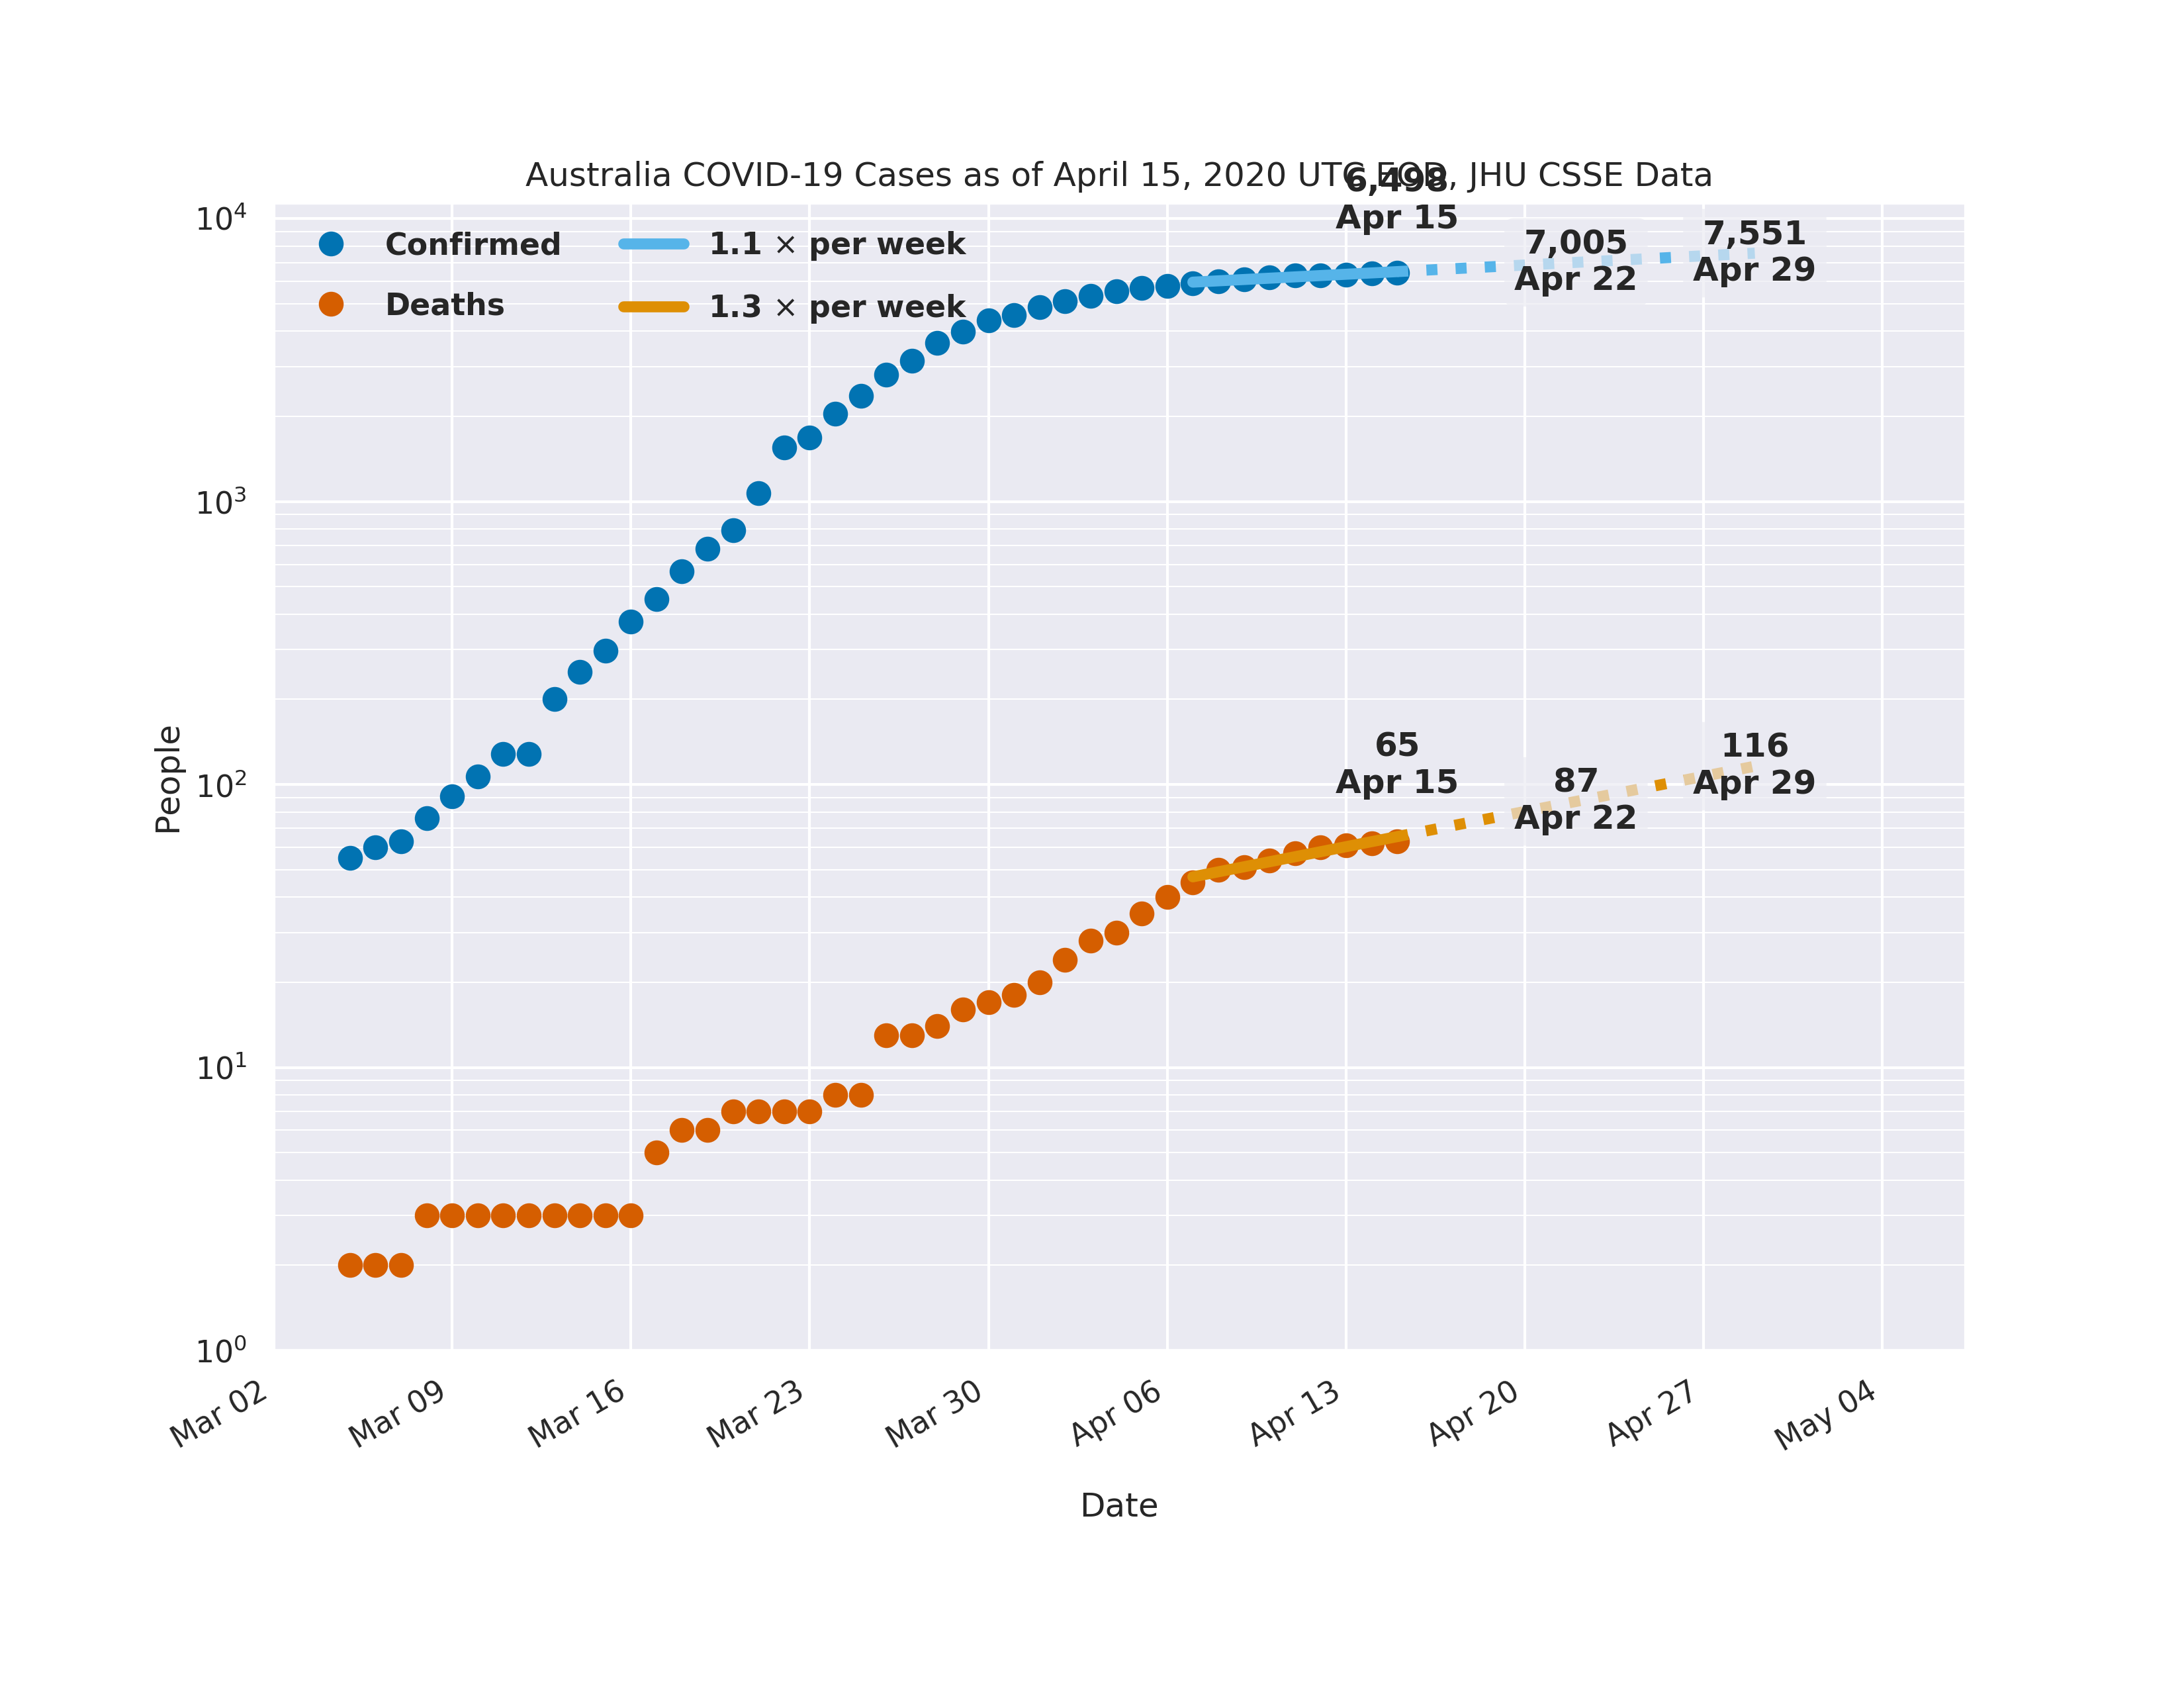 Australia COVID-19 Cases as of April 15, 2020 UTC EOD, JHU CSSE Data
6,498
Apr 15
7,005
Apr 22
7,551
Apr 29
Confirmed
1.1 × per week
Deaths
1.3 × per week
10⁴
10³
10²
10¹
10⁰
People
65
Apr 15
87
Apr 22
116
Apr 29
Mar 02
Mar 09
Mar 16
Mar 23
Mar 30
Apr 06
Apr 13
Apr 20
Apr 27
May 04
Date